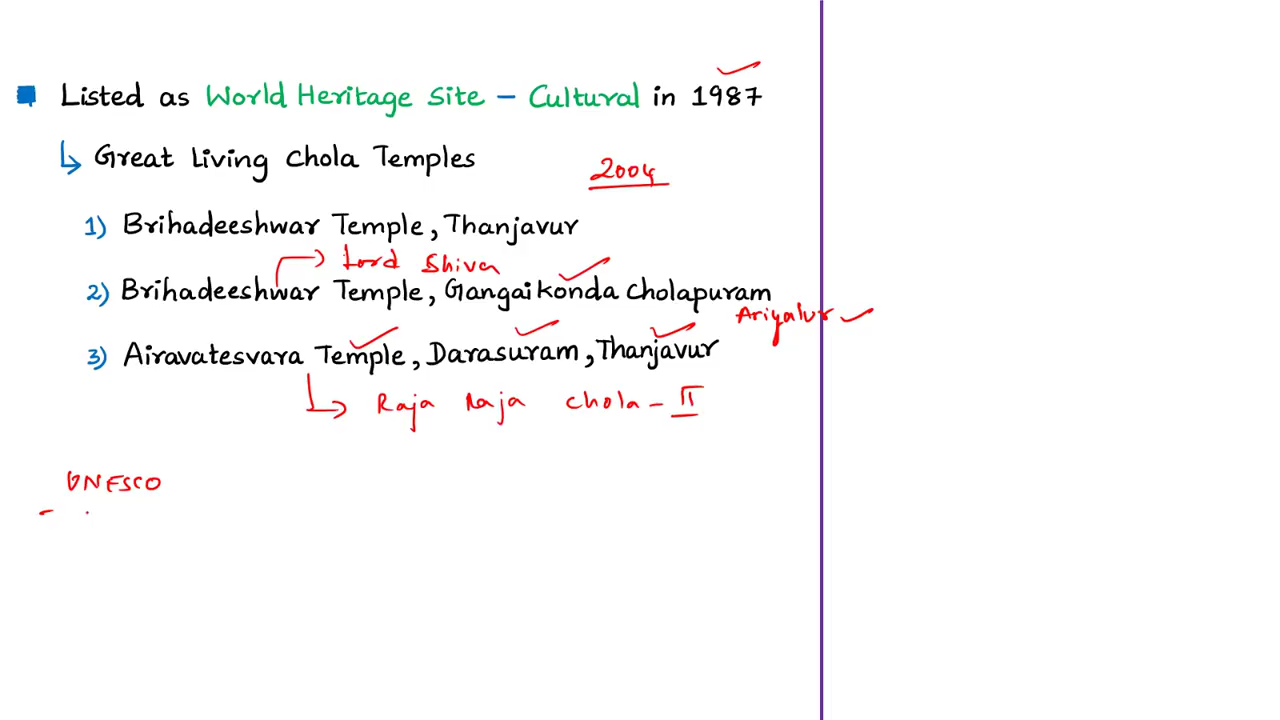 Listed as World Heritage Site - Cultural in 1987
Great Living Chola Temples
2004
1) Brihadeeshwar Temple, Thanjavur
Lord Shiva
2) Brihadeeshwar Temple, Gangaikonda Cholapuram
Ariyalur
3) Airavatesvara Temple, Darasuram, Thanjavur
Raja Raja Chola - II
UNESCO